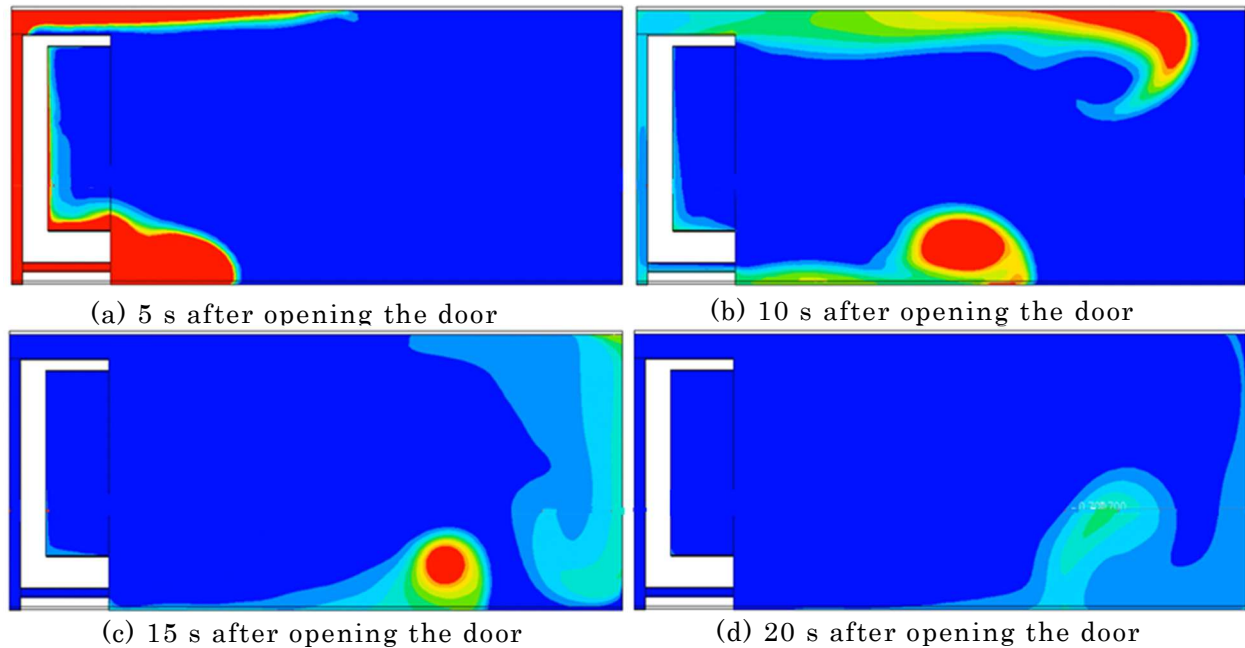 (a) 5 s after opening the door
(b) 10 s after opening the door
(c) 15 s after opening the door
(d) 20 s after opening the door